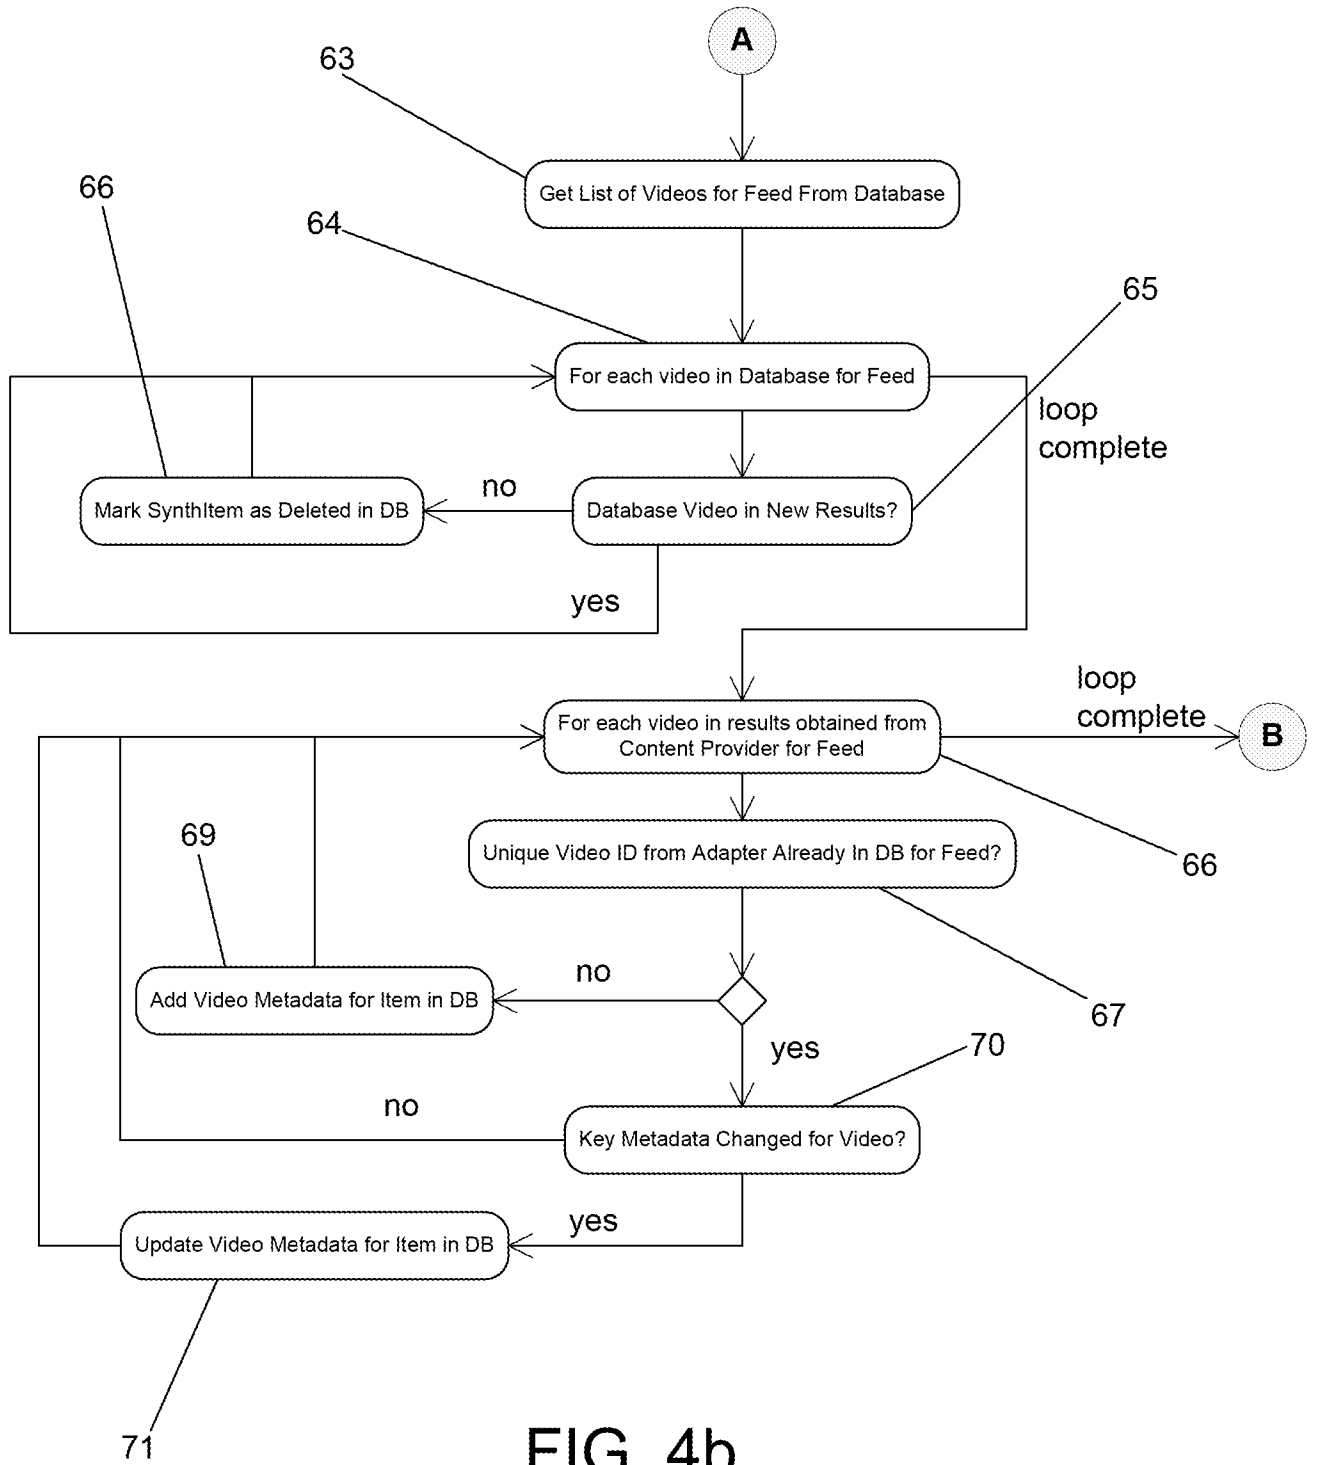 A
63
Get List of Videos for Feed From Database
66
64
65
For each video in Database for Feed
loop
complete
no
Mark SynthItem as Deleted in DB
Database Video in New Results?
yes
loop
complete
For each video in results obtained from
Content Provider for Feed
B
69
Unique Video ID from Adapter Already In DB for Feed?
66
no
Add Video Metadata for Item in DB
67
yes
70
no
Key Metadata Changed for Video?
yes
Update Video Metadata for Item in DB
71
FIG. 4b